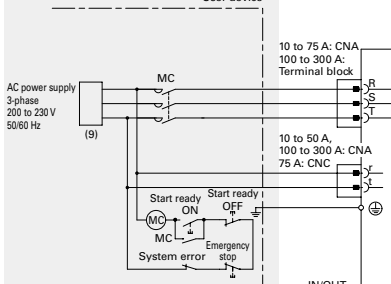 User device
10 to 75 A: CNA
100 to 300 A:
Terminal block
MC
R
S
T
AC power supply
3-phase
200 to 230 V
50/60 Hz
(9)
10 to 50 A,
100 to 300 A: CNA
75 A: CNC
r
t
Start ready
ON
Start ready
OFF
MC
MC
System error
Emergency
stop
IN/OUT